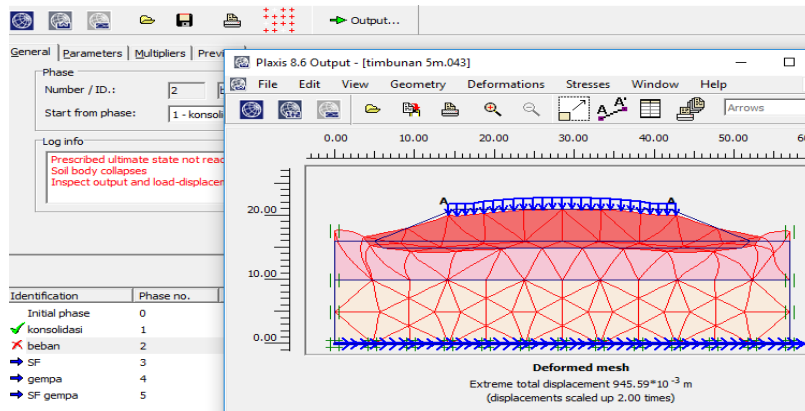 Output...
General Parameters Multipliers Previ
Phase
Number / ID.: 2
Start from phase: 1 - konsoli
Log info
Prescribed ultimate state not reac
Soil body collapses
Inspect output and load-displacer
Identification Phase no.
Initial phase 0
konsolidasi 1
beban 2
SF 3
gempa 4
SF gempa 5
Plaxis 8.6 Output - [timbunan 5m.043]
File Edit View Geometry Deformations Stresses Window Help
A A*
Arrows
0.00 10.00 20.00 30.00 40.00 50.00 6
20.00
10.00
0.00
A A
Deformed mesh
Extreme total displacement 945.59*10 -3 m
(displacements scaled up 2.00 times)